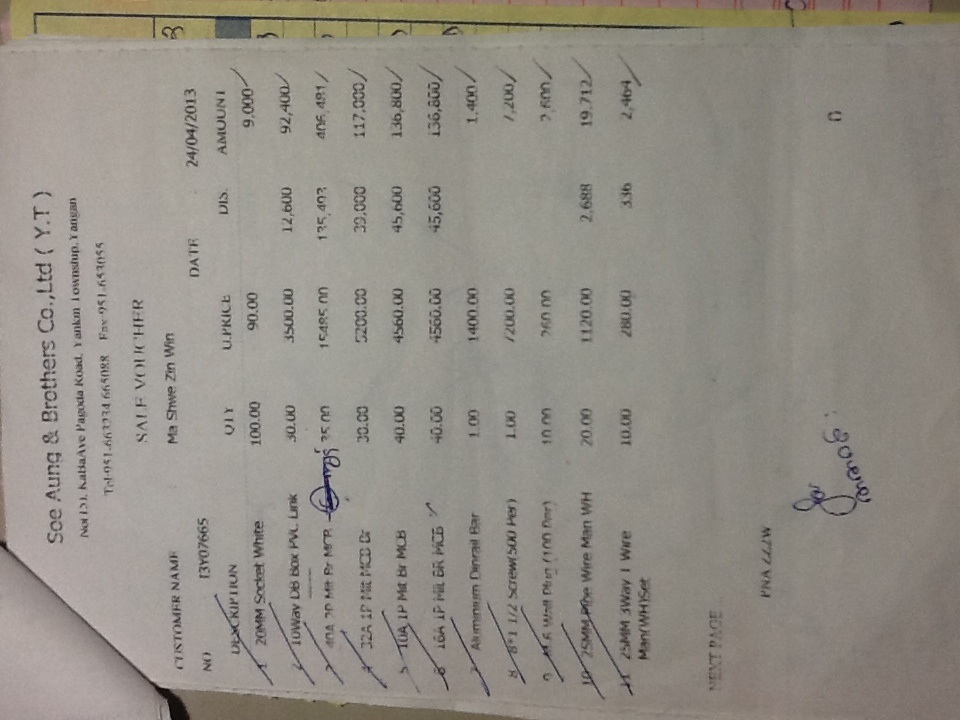 Soe Aung & Brothers Co.,Ltd ( Y.T )
No(151, KaBaAye Pagoda Road, Yankin Township,Yangan
Tel-951-663234 665088 Fax-951-653055
SALE VOUCHER
CUSTOMER NAME Ma Shwe Zin Win
NO 13Y07665 DATE 24/04/2013
DESCRIPTION QTY U.PRICE DIS. AMOUNT
1 20MM Socket White 100.00 90.00 9,000
2 10Way DB Box PVC Link 30.00 3500.00 12,600 92,400
3 40A 2P Mit Br MCB 35.00 15485.00 135,493 406,481
4 32A 1P Mit MCB Br 30.00 5200.00 39,000 117,000
5 10A 1P Mit Br MCB 40.00 4560.00 45,600 136,800
6 16A 1P Mit BR MCB 40.00 4560.00 45,600 136,800
7 Aluminium Dinrail Bar 1.00 1400.00 1,400
8 8*1 1/2 Screw(500 Per) 1.00 7200.00 7,200
9 M.6 Wall Plug (100 Per) 10.00 260.00 2,600
10 25MM Pibe Wire Man WH 20.00 1120.00 2,688 19,712
11 25MM 3Way 1 Wire 10.00 280.00 336 2,464
Man(WH)Set
NEXT PAGE
PNA ZZZW
0